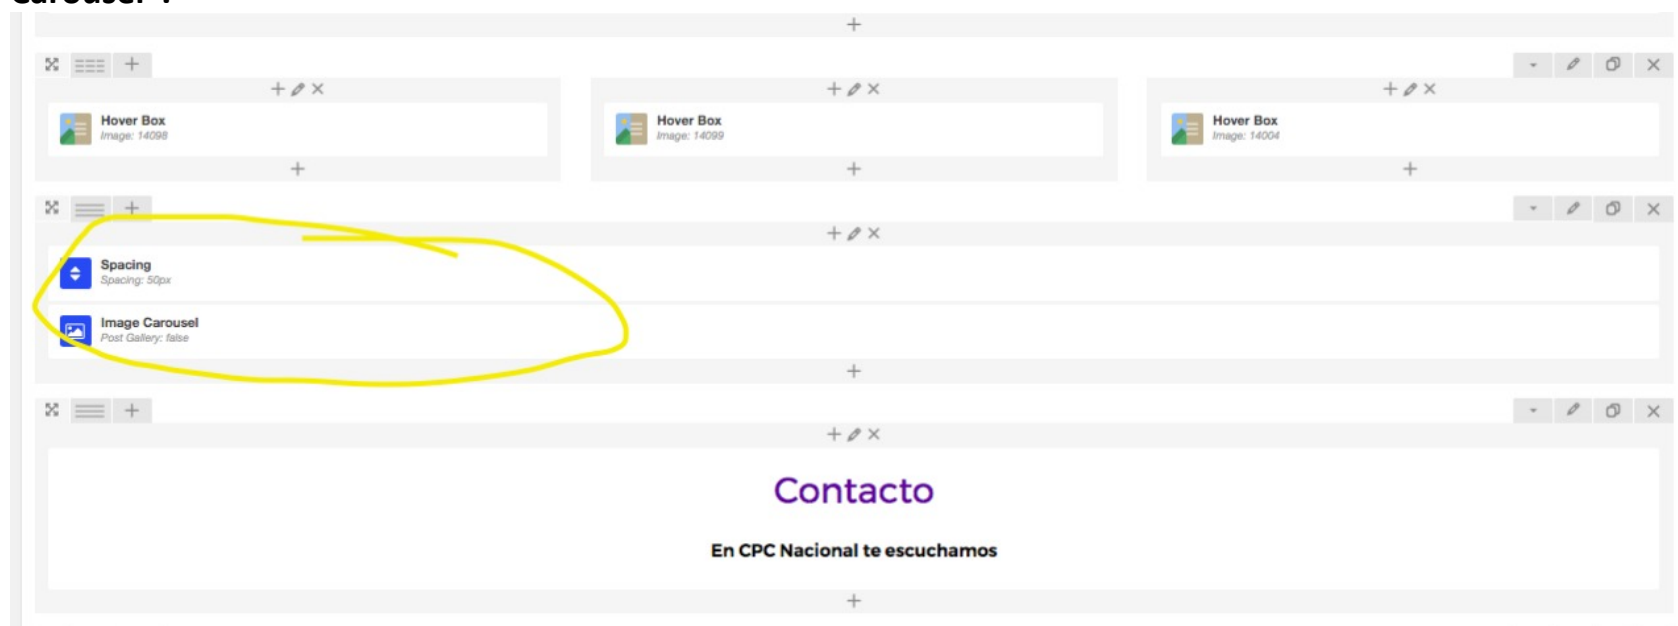 Hover Box
Image: 14098
Hover Box
Image: 14099
Hover Box
Image: 14004
Spacing
Spacing: 50px
Image Carousel
Post Gallery: false
Contacto
En CPC Nacional te escuchamos